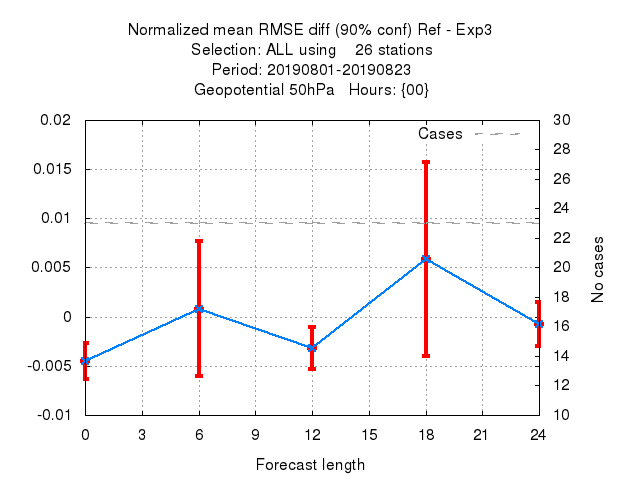 Normalized mean RMSE diff (90% conf) Ref - Exp3
Selection: ALL using    26 stations
Period: 20190801-20190823
Geopotential 50hPa   Hours: {00}
Cases
0.02
0.015
0.01
0.005
0
-0.005
-0.01
30
28
26
24
22
20
18
16
14
12
10
No cases
0 3 6 9 12 15 18 21 24
Forecast length